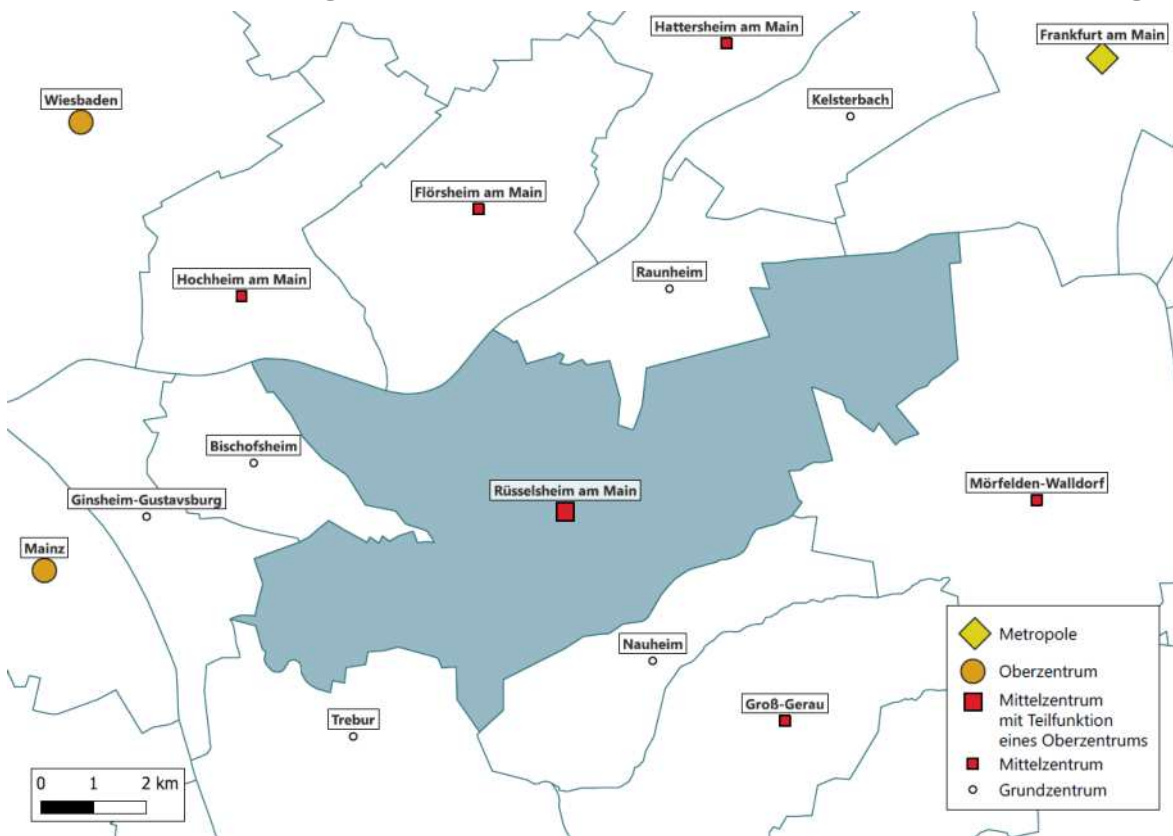 Hattersheim am Main
Frankfurt am Main
Wiesbaden
Kelsterbach
Flörsheim am Main
Hochheim am Main
Raunheim
Bischofsheim
Rüsselsheim am Main
Mörfelden-Walldorf
Ginsheim-Gustavsburg
Mainz
Nauheim
Groß-Gerau
Trebur
Metropole
Oberzentrum
Mittelzentrum
mit Teilfunktion
eines Oberzentrums
Mittelzentrum
Grundzentrum
0 1 2 km